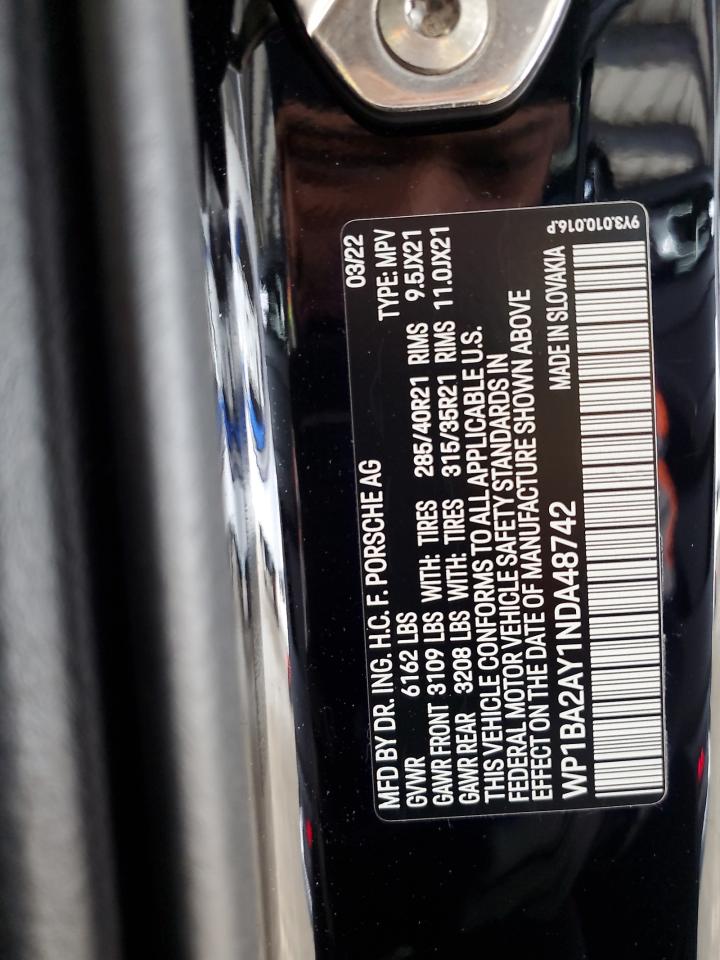 MFD BY DR. ING. H.C. F. PORSCHE AG 03/22
GVWR 6162 LBS TYPE: MPV
GAWR FRONT 3109 LBS WITH: TIRES 285/40R21 RIMS 9.5JX21
GAWR REAR 3208 LBS WITH: TIRES 315/35R21 RIMS 11.0JX21
THIS VEHICLE CONFORMS TO ALL APPLICABLE U.S.
FEDERAL MOTOR VEHICLE SAFETY STANDARDS IN
EFFECT ON THE DATE OF MANUFACTURE SHOWN ABOVE
WP1BA2AY1NDA48742 MADE IN SLOVAKIA
9Y3.010.016.P